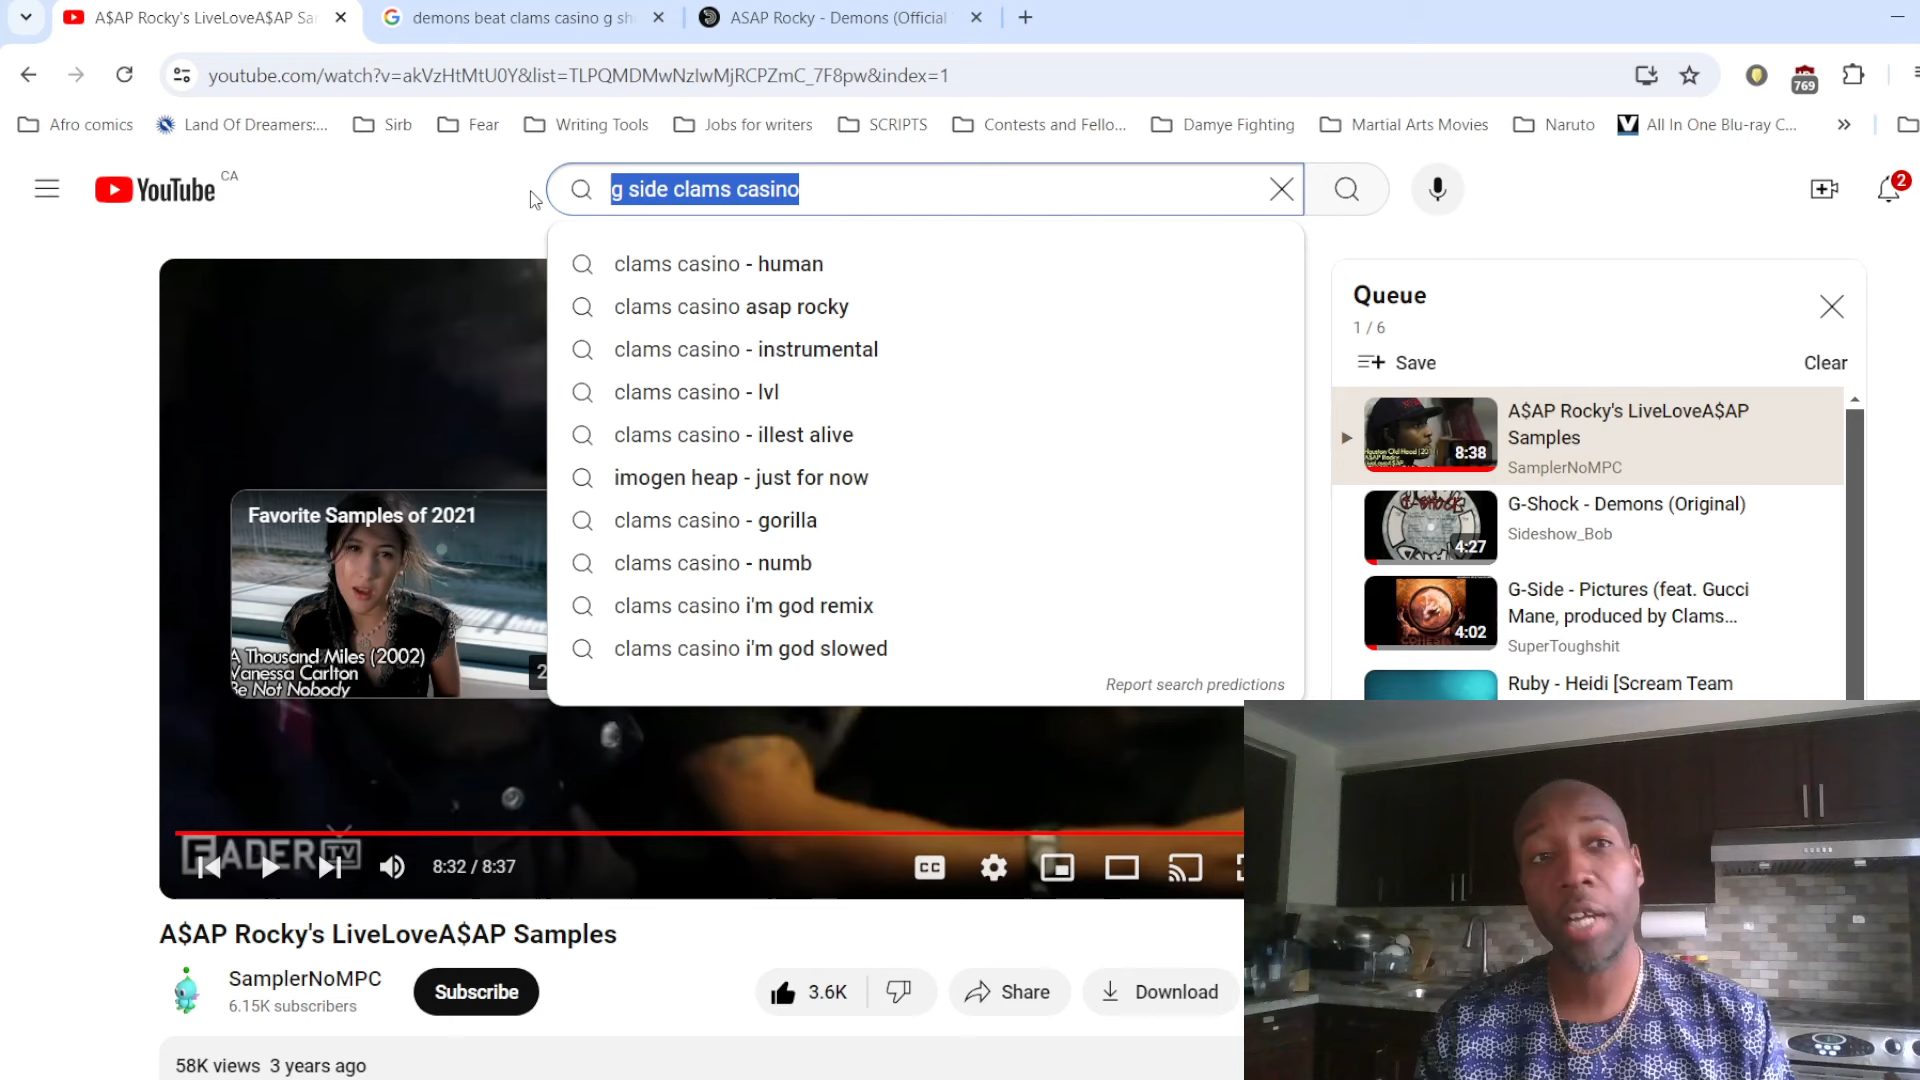 A$AP Rocky's LiveLoveA$AP Sa
demons beat clams casino g sh
ASAP Rocky - Demons (Official
youtube.com/watch?v=akVzHtMtU0Y&list=TLPQMDMwNzIwMjRCPZmC_7F8pw&index=1
769
Afro comics
Land Of Dreamers:...
Sirb
Fear
Writing Tools
Jobs for writers
SCRIPTS
Contests and Fello...
Damye Fighting
Martial Arts Movies
Naruto
All In One Blu-ray C...
YouTube CA
g side clams casino
2
clams casino - human
clams casino asap rocky
clams casino - instrumental
clams casino - lvl
clams casino - illest alive
imogen heap - just for now
clams casino - gorilla
clams casino - numb
clams casino i'm god remix
clams casino i'm god slowed
Report search predictions
Favorite Samples of 2021
A Thousand Miles (2002)
Vanessa Carlton
Be Not Nobody
2
Queue
1 / 6
Save
Clear
8:38
A$AP Rocky's LiveLoveA$AP
Samples
SamplerNoMPC
G-SHOCK
4:27
G-Shock - Demons (Original)
Sideshow_Bob
4:02
G-Side - Pictures (feat. Gucci
Mane, produced by Clams...
SuperToughshit
Ruby - Heidi [Scream Team
FADER TV
8:32 / 8:37
CC
A$AP Rocky's LiveLoveA$AP Samples
SamplerNoMPC
6.15K subscribers
Subscribe
3.6K
Share
Download
58K views 3 years ago